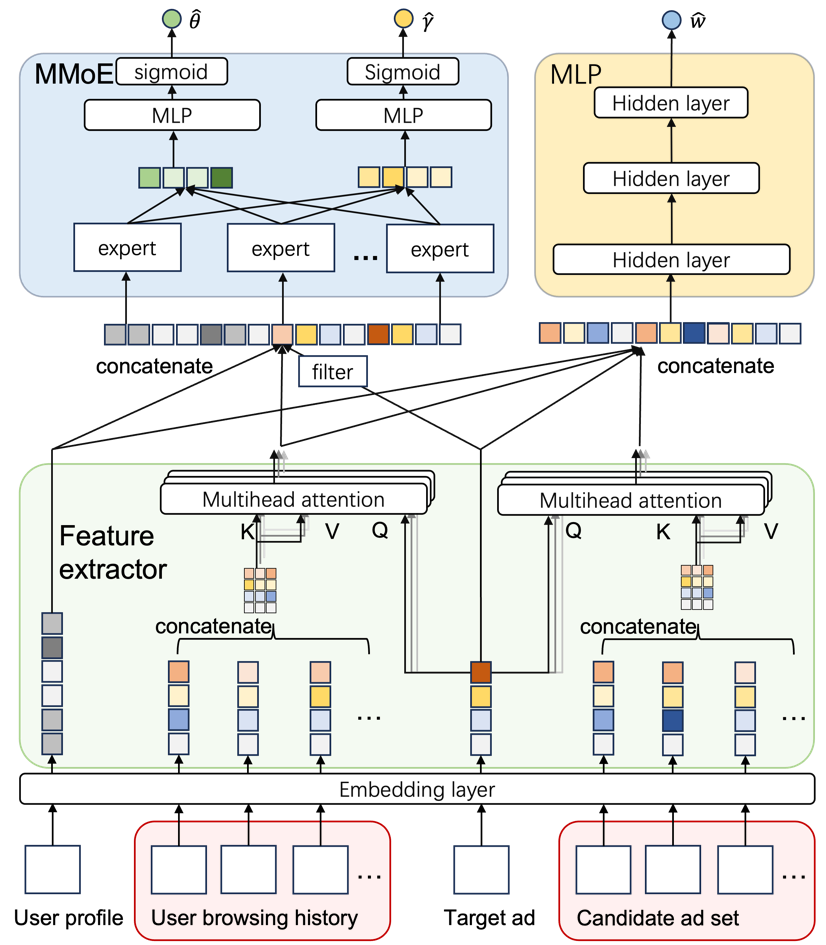 θ̂
γ̂
ŵ
MMoE
sigmoid
Sigmoid
MLP
MLP
MLP
Hidden layer
Hidden layer
Hidden layer
expert
expert
...
expert
concatenate
filter
concatenate
Multihead attention
Multihead attention
K
V
Q
Q
K
V
Feature
extractor
concatenate
concatenate
...
...
Embedding layer
...
...
User profile
User browsing history
Target ad
Candidate ad set